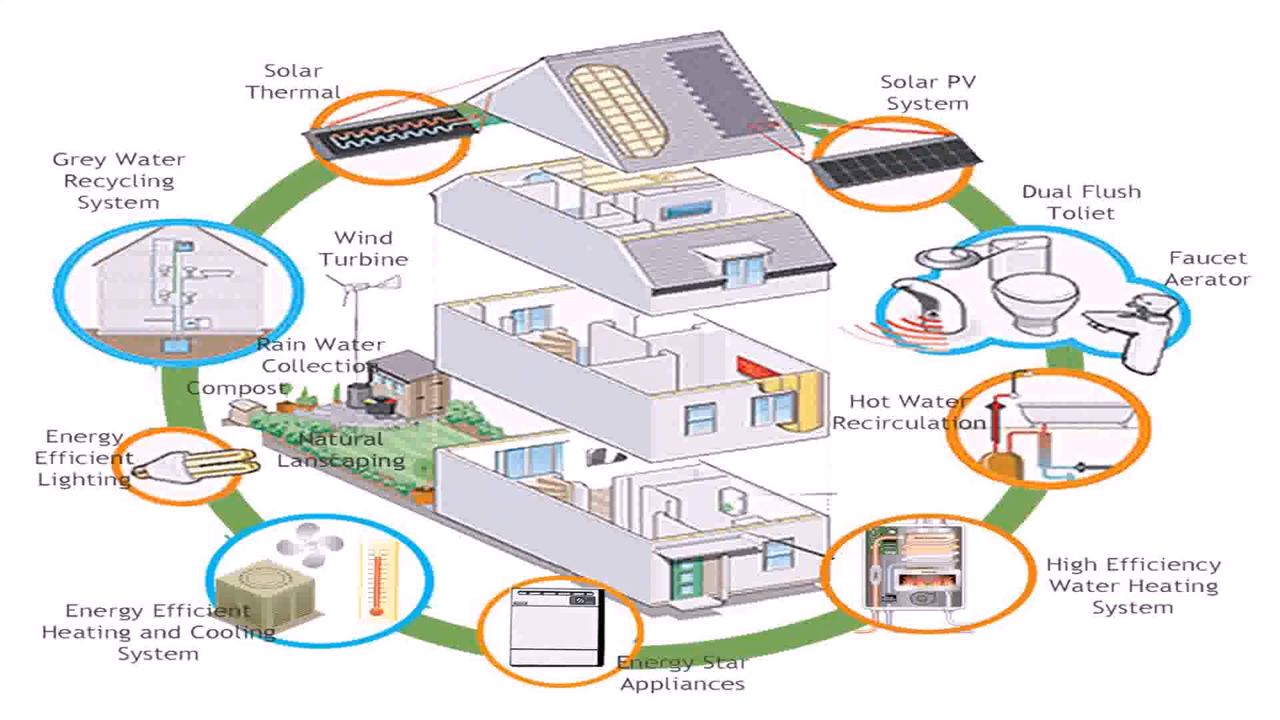 Solar
Thermal
Solar PV
System
Grey Water
Recycling
System
Dual Flush
Toliet
Wind
Turbine
Faucet
Aerator
Rain Water
Collection
Compost
Hot Water
Recirculation
Energy
Efficient
Lighting
Natural
Lanscaping
High Efficiency
Water Heating
System
Energy Efficient
Heating and Cooling
System
Energy Star
Appliances